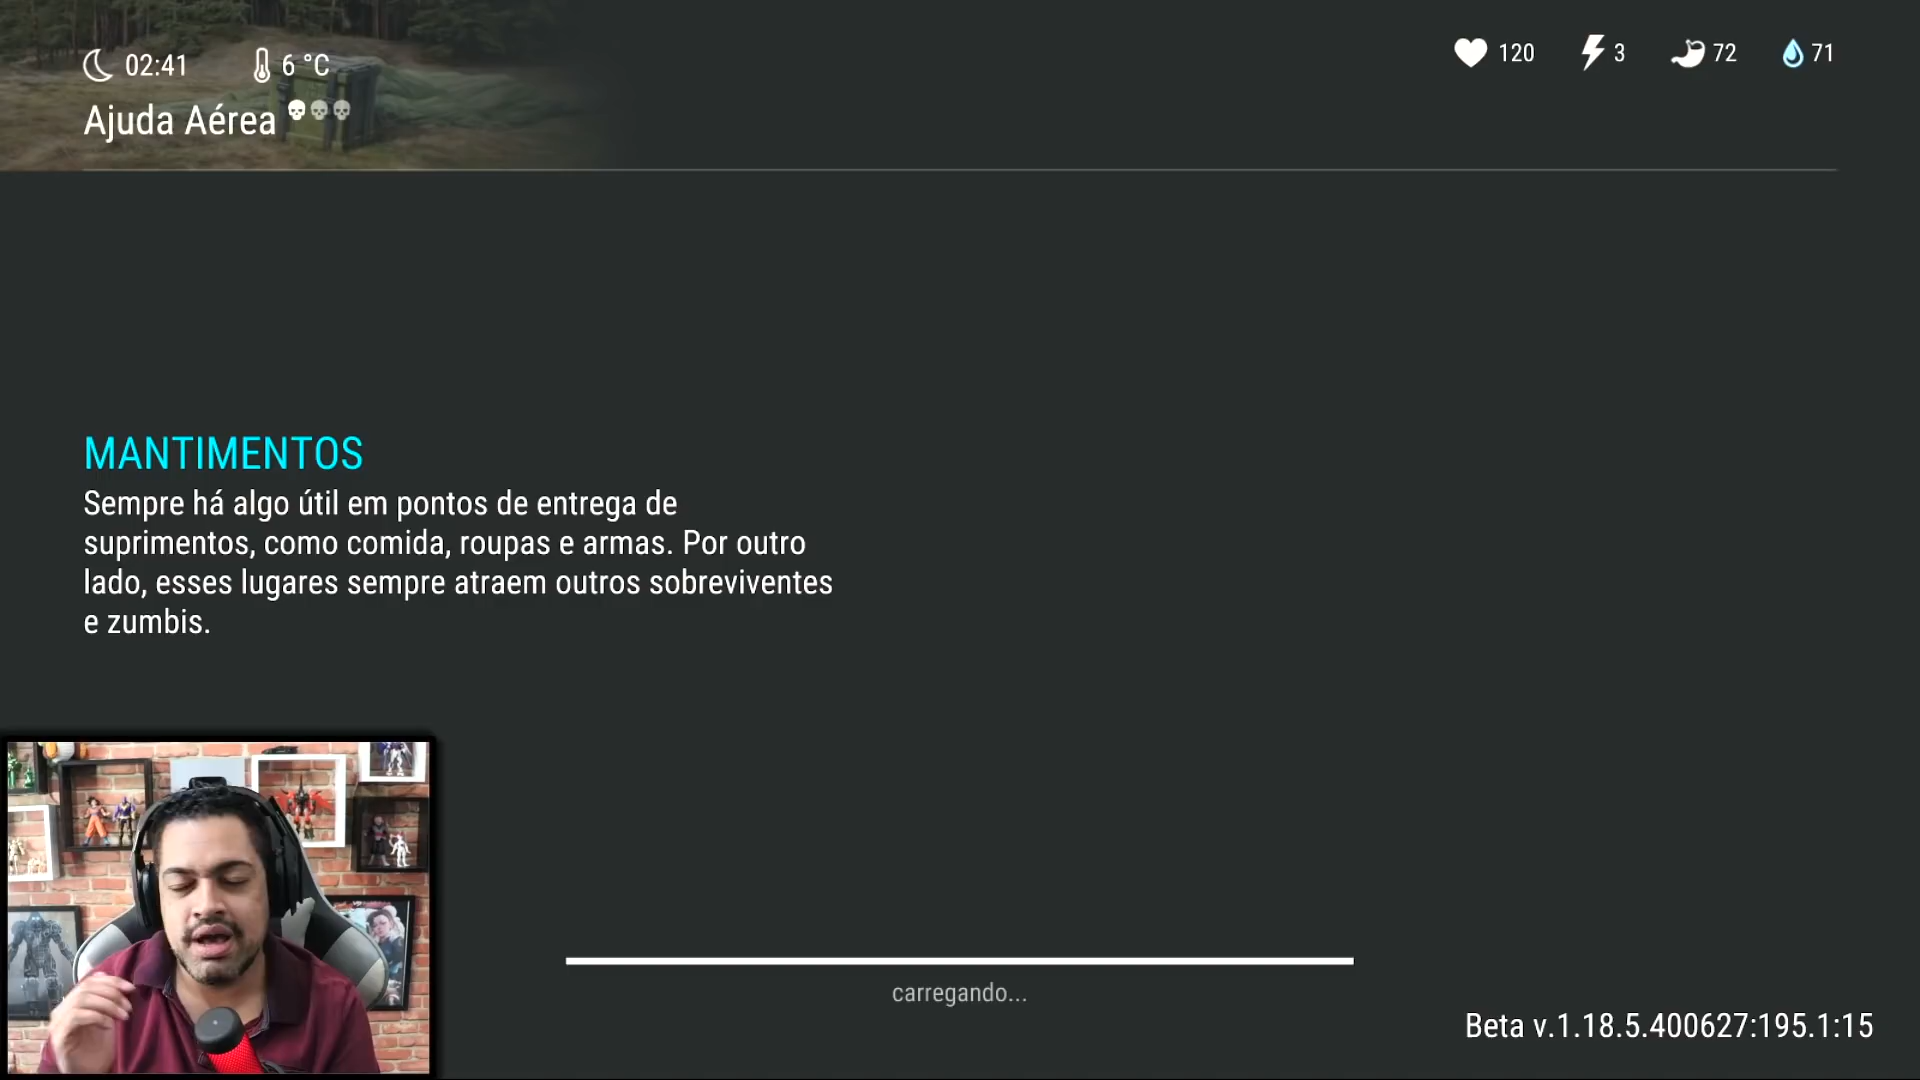 02:41 6 °C 120 3 72 71
Ajuda Aérea
MANTIMENTOS
Sempre há algo útil em pontos de entrega de
suprimentos, como comida, roupas e armas. Por outro
lado, esses lugares sempre atraem outros sobreviventes
e zumbis.
carregando...
Beta v.1.18.5.400627:195.1:15